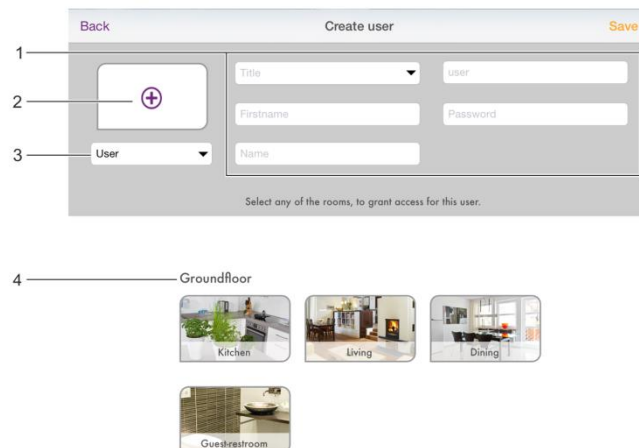 Back Create user Save
1
Title user
2
Firstname Password
3 User Name
Select any of the rooms, to grant access for this user.
4 Groundfloor
Kitchen Living Dining
Guest-restroom